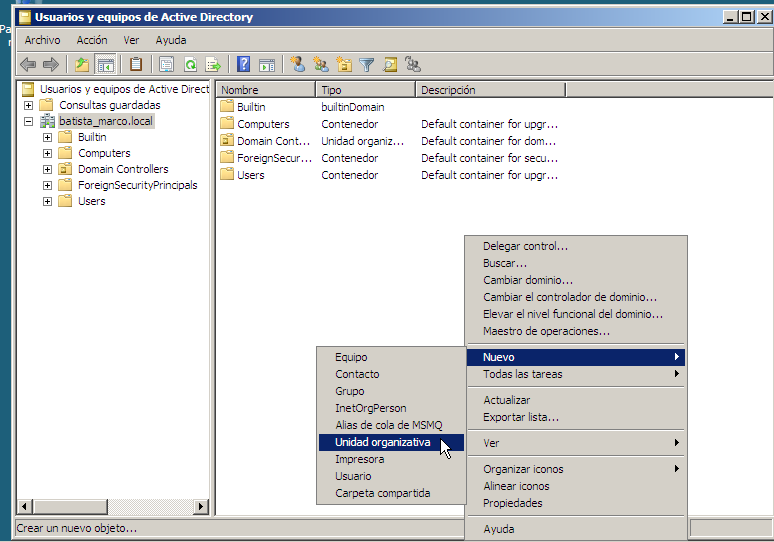 Usuarios y equipos de Active Directory
Archivo Acción Ver Ayuda
Usuarios y equipos de Active Direct
Consultas guardadas
batista_marco.local
Builtin
Computers
Domain Controllers
ForeignSecurityPrincipals
Users
Nombre Tipo Descripción
Builtin builtinDomain
Computers Contenedor Default container for upgr...
Domain Cont... Unidad organiz... Default container for dom...
ForeignSecur... Contenedor Default container for secu...
Users Contenedor Default container for upgr...
Delegar control...
Buscar...
Cambiar dominio...
Cambiar el controlador de dominio...
Elevar el nivel funcional del dominio...
Maestro de operaciones...
Nuevo
Todas las tareas
Actualizar
Exportar lista...
Ver
Organizar iconos
Alinear iconos
Propiedades
Ayuda
Equipo
Contacto
Grupo
InetOrgPerson
Alias de cola de MSMQ
Unidad organizativa
Impresora
Usuario
Carpeta compartida
Crear un nuevo objeto...